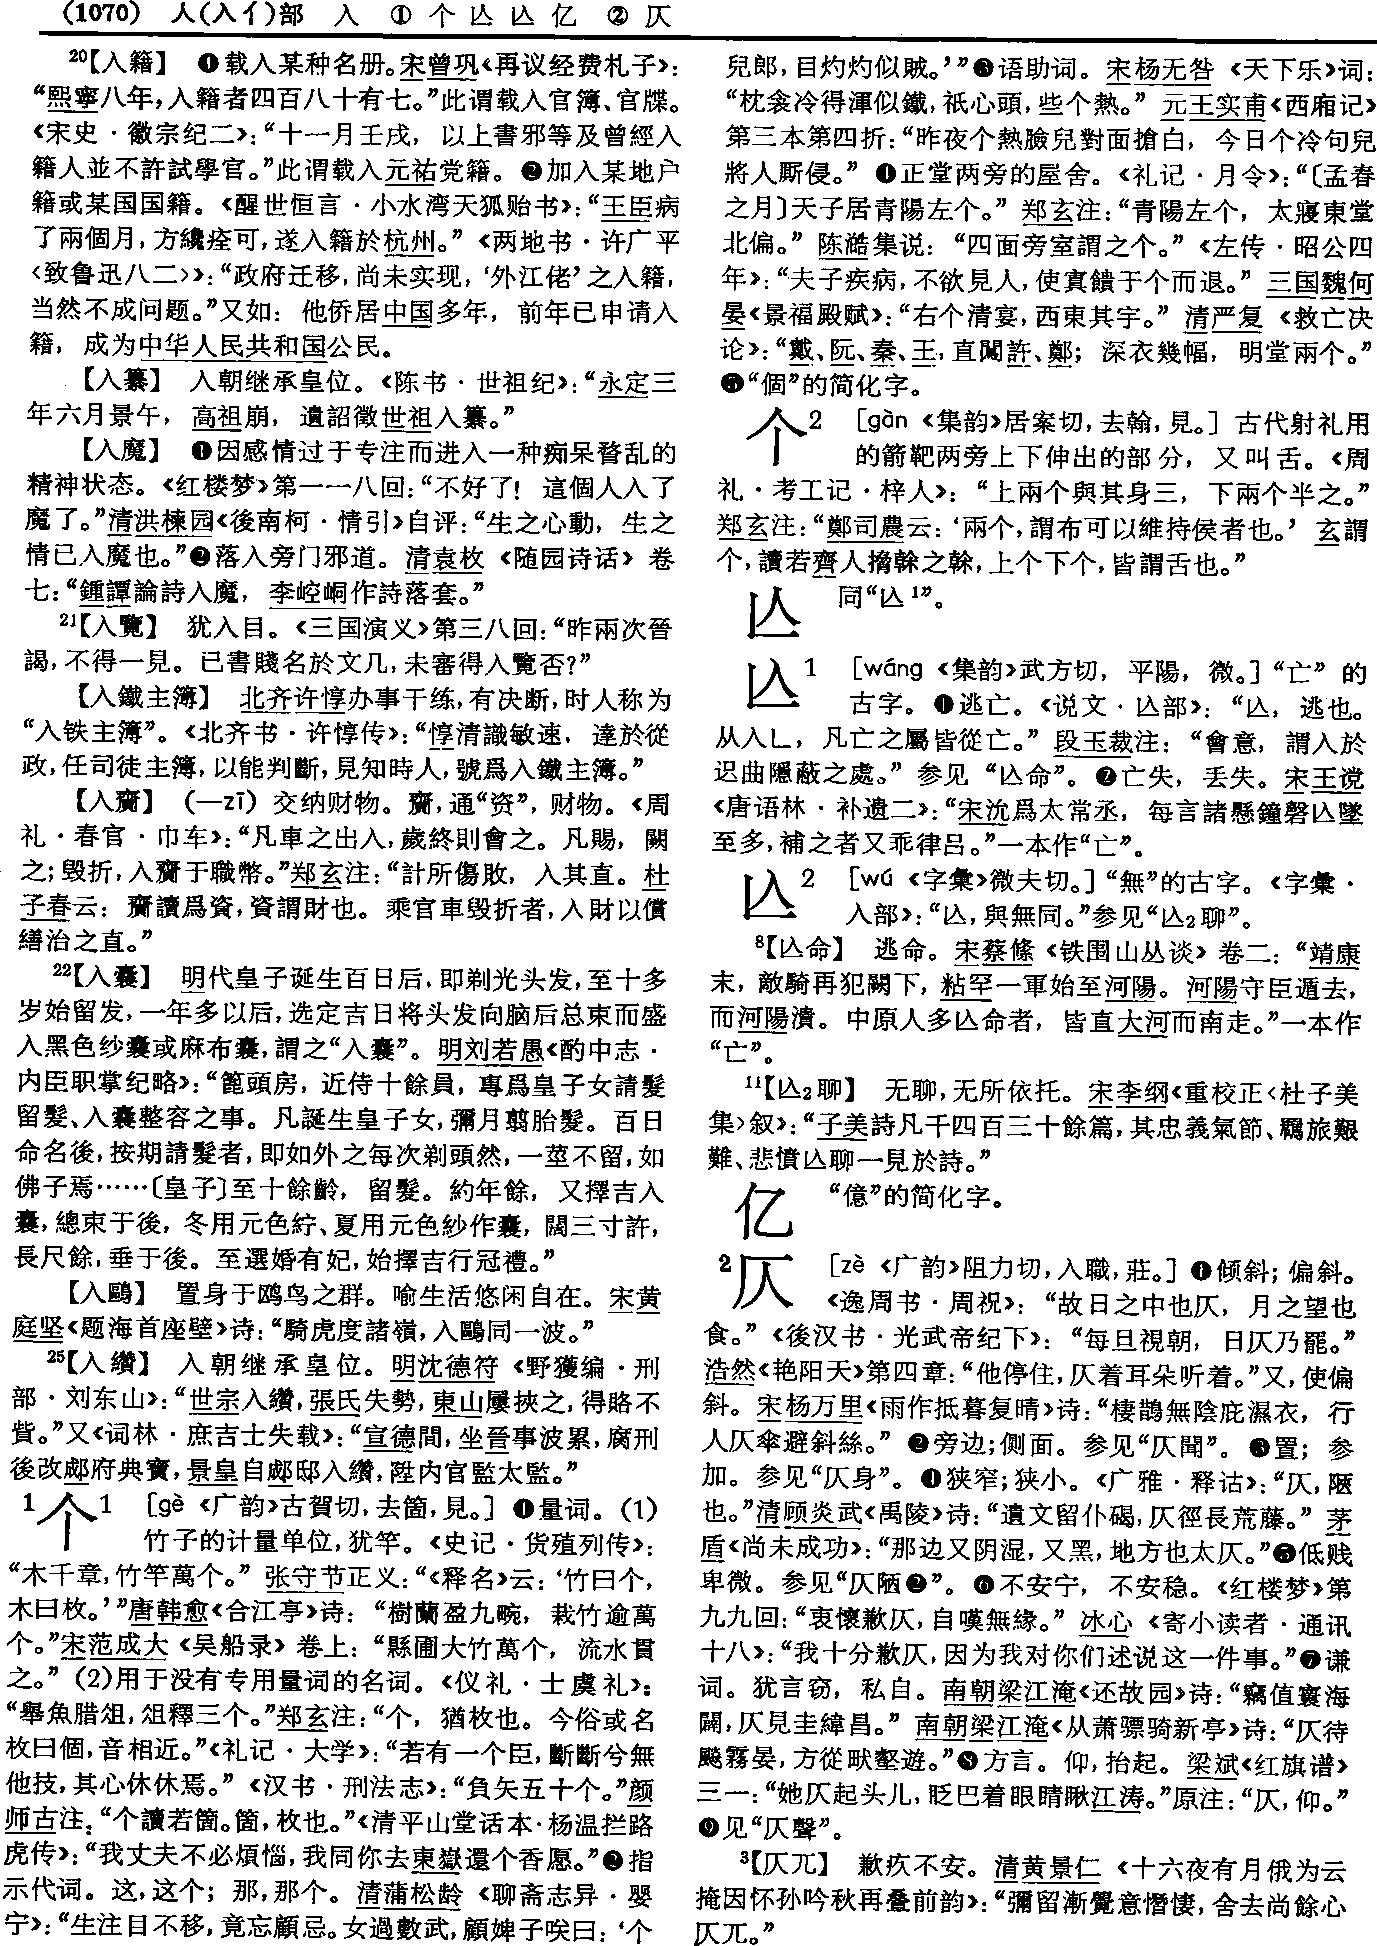 (1070) 人(入亻)部 入 ① 个 亾 亾 亿 ② 仄
²⁰【入籍】 ❶载入某种名册。宋曾巩《再议经费札子》：
“熙寧八年，入籍者四百八十有七。”此谓载入官簿、官牒。
《宋史·徽宗纪二》：“十一月壬戌，以上書邪等及曾經入
籍人並不許試學官。”此谓载入元祐党籍。❷加入某地户
籍或某国国籍。《醒世恒言·小水湾天狐贻书》：“王臣病
了兩個月，方纔痊可，遂入籍於杭州。”《两地书·许广平
〈致鲁迅八二〉》：“政府迁移，尚未实现，‘外江佬’之入籍，
当然不成问题。”又如：他侨居中国多年，前年已申请入
籍，成为中华人民共和国公民。
【入纂】 入朝继承皇位。《陈书·世祖纪》：“永定三
年六月景午，高祖崩，遺詔徵世祖入纂。”
【入魔】 ❶因感情过于专注而进入一种痴呆瞀乱的
精神状态。《红楼梦》第一一八回：“不好了！這個人入了
魔了。”清洪楝园《後南柯·情引》自评：“生之心動，生之
情已入魔也。”❷落入旁门邪道。清袁枚《随园诗话》卷
七：“鍾譚論詩入魔，李崆峒作詩落套。”
²¹【入覽】 犹入目。《三国演义》第三八回：“昨兩次晉
謁，不得一見。已書賤名於文几，未審得入覽否？”
【入鐵主簿】 北齐许惇办事干练，有决断，时人称为
“入铁主簿”。《北齐书·许惇传》：“惇清識敏速，達於從
政，任司徒主簿，以能判斷，見知時人，號爲入鐵主簿。”
【入齎】 （—zī）交纳财物。齎，通“资”，财物。《周
礼·春官·巾车》：“凡車之出入，歲終則會之。凡賜，闕
之；毁折，入齎于職幣。”郑玄注：“計所傷敗，入其直。杜
子春云：齎讀爲資，資謂財也。乘官車毁折者，入財以償
繕治之直。”
²²【入囊】 明代皇子诞生百日后，即剃光头发，至十多
岁始留发，一年多以后，选定吉日将头发向脑后总束而盛
入黑色纱囊或麻布囊，謂之“入囊”。明刘若愚《酌中志·
内臣职掌纪略》：“篦頭房，近侍十餘員，專爲皇子女請髮
留髮、入囊整容之事。凡誕生皇子女，彌月翦胎髮。百日
命名後，按期請髮者，即如外之每次剃頭然，一莖不留，如
佛子焉……〔皇子〕至十餘齡，留髮。約年餘，又擇吉入
囊，總束于後，冬用元色紵、夏用元色紗作囊，闊三寸許，
長尺餘，垂于後。至選婚有妃，始擇吉行冠禮。”
【入鷗】 置身于鸥鸟之群。喻生活悠闲自在。宋黄
庭坚《题海首座壁》诗：“騎虎度諸嶺，入鷗同一波。”
²⁵【入纘】 入朝继承皇位。明沈德符《野獲编·刑
部·刘东山》：“世宗入纘，張氏失勢，東山屢挾之，得賂不
貲。”又《词林·庶吉士失载》：“宣德間，坐晉事波累，腐刑
後改郕府典寶，景皇自郕邸入纘，陞内官監太監。”
¹个¹ ［gè《广韵》古賀切，去箇，見。］❶量词。（1）
竹子的计量单位，犹竿。《史记·货殖列传》：
“木千章，竹竿萬个。”张守节正义：“《释名》云：‘竹曰个，
木曰枚。’”唐韩愈《合江亭》诗：“樹蘭盈九畹，栽竹逾萬
个。”宋范成大《吴船录》卷上：“縣圃大竹萬个，流水貫
之。”（2）用于没有专用量词的名词。《仪礼·士虞礼》：
“舉魚腊俎，俎釋三个。”郑玄注：“个，猶枚也。今俗或名
枚曰個，音相近。”《礼记·大学》：“若有一个臣，斷斷兮無
他技，其心休休焉。”《汉书·刑法志》：“負矢五十个。”颜
师古注：“个讀若箇。箇，枚也。”《清平山堂话本·杨温拦路
虎传》：“我丈夫不必煩惱，我同你去東嶽還个香愿。”❷指
示代词。这，这个；那，那个。清蒲松龄《聊斋志异·婴
宁》：“生注目不移，竟忘顧忌。女過數武，顧婢子唉曰：‘个
兒郎，目灼灼似賊。’”❸语助词。宋杨无咎《天下乐》词：
“枕衾冷得渾似鐵，祇心頭，些个熱。”元王实甫《西厢记》
第三本第四折：“昨夜个熱臉兒對面搶白，今日个冷句兒
將人厮侵。”❹正堂两旁的屋舍。《礼记·月令》：“〔孟春
之月〕天子居青陽左个。”郑玄注：“青陽左个，太寢東堂
北偏。”陈澔集说：“四面旁室謂之个。”《左传·昭公四
年》：“夫子疾病，不欲見人，使寘饋于个而退。”三国魏何
晏《景福殿赋》：“右个清宴，西東其宇。”清严复《救亡决
论》：“戴、阮、秦、王，直闖許、鄭；深衣幾幅，明堂兩个。”
❺“個”的简化字。
个² ［gàn《集韵》居案切，去翰，見。］古代射礼用
的箭靶两旁上下伸出的部分，又叫舌。《周
礼·考工记·梓人》：“上兩个與其身三，下兩个半之。”
郑玄注：“鄭司農云：‘兩个，謂布可以維持侯者也。’玄謂
个，讀若齊人搚幹之幹，上个下个，皆謂舌也。”
亾 同“亾¹”。
亾¹ ［wáng《集韵》武方切，平陽，微。］“亡”的
古字。❶逃亡。《说文·亾部》：“亾，逃也。
从入乚，凡亡之屬皆從亡。”段玉裁注：“會意，謂入於
迟曲隱蔽之處。”参见“亾命”。❷亡失，丢失。宋王谠
《唐语林·补遗二》：“宋沇爲太常丞，每言諸懸鐘磬亾墜
至多，補之者又乖律吕。”一本作“亡”。
亾² ［wú《字彙》微夫切。］“無”的古字。《字彙·
入部》：“亾，與無同。”参见“亾₂聊”。
⁸【亾命】 逃命。宋蔡絛《铁围山丛谈》卷二：“靖康
末，敵騎再犯闕下，粘罕一軍始至河陽。河陽守臣遁去，
而河陽潰。中原人多亾命者，皆直大河而南走。”一本作
“亡”。
¹¹【亾₂聊】 无聊，无所依托。宋李纲《重校正〈杜子美
集〉叙》：“子美詩凡千四百三十餘篇，其忠義氣節、羈旅艱
難、悲憤亾聊一見於詩。”
亿 “億”的简化字。
²仄 ［zè《广韵》阻力切，入職，莊。］❶倾斜；偏斜。
《逸周书·周祝》：“故日之中也仄，月之望也
食。”《後汉书·光武帝纪下》：“每旦視朝，日仄乃罷。”
浩然《艳阳天》第四章：“他停住，仄着耳朵听着。”又，使偏
斜。宋杨万里《雨作抵暮复晴》诗：“棲鵲無陰庇濕衣，行
人仄傘避斜絲。”❷旁边；側面。参见“仄聞”。❸置；参
加。参见“仄身”。❹狭窄；狭小。《广雅·释诂》：“仄，陋
也。”清顾炎武《禹陵》诗：“遺文留仆碣，仄徑長荒藤。”茅
盾《尚未成功》：“那边又阴湿，又黑，地方也太仄。”❺低贱
卑微。参见“仄陋❷”。❻不安宁，不安稳。《红楼梦》第
九九回：“衷懷歉仄，自嘆無緣。”冰心《寄小读者·通讯
十八》：“我十分歉仄，因为我对你们述说这一件事。”❼谦
词。犹言窃，私自。南朝梁江淹《还故园》诗：“竊值寰海
闢，仄見圭緯昌。”南朝梁江淹《从萧骠骑新亭》诗：“仄待
飈霧晏，方從畎壑遊。”❽方言。仰，抬起。梁斌《红旗谱》
三一：“她仄起头儿，眨巴着眼睛瞅江涛。”原注：“仄，仰。”
❾见“仄聲”。
³【仄兀】 歉疚不安。清黄景仁《十六夜有月俄为云
掩因怀孙吟秋再叠前韵》：“彌留漸覺意慘悽，舍去尚餘心
仄兀。”